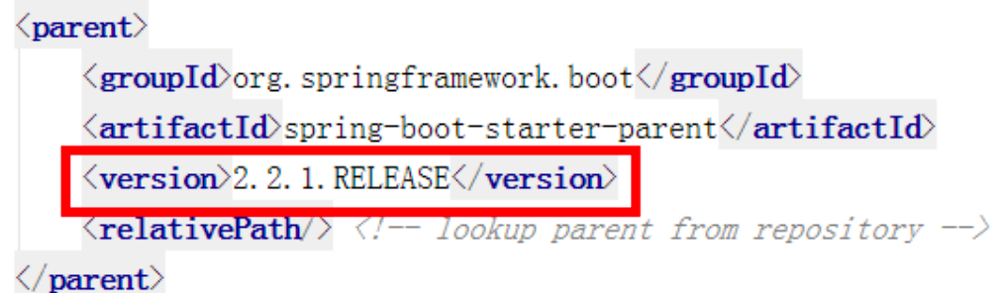 <parent>
<groupId>org.springframework.boot</groupId>
<artifactId>spring-boot-starter-parent</artifactId>
<version>2.2.1.RELEASE</version>
<relativePath/> <!-- lookup parent from repository -->
</parent>